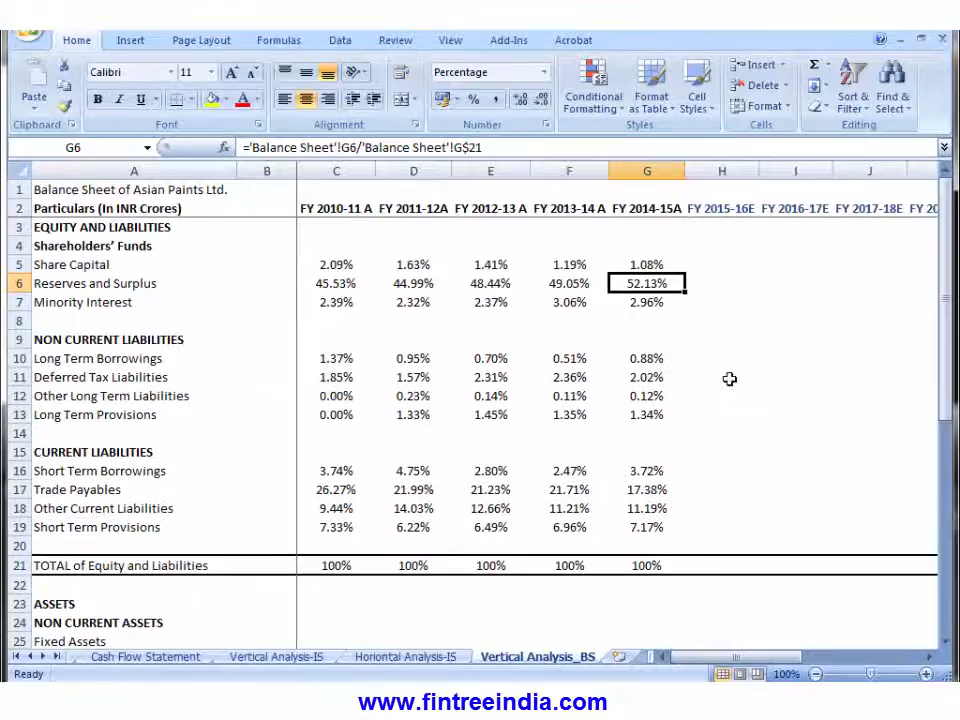 Home Insert Page Layout Formulas Data Review View Add-Ins Acrobat
Paste
Calibri 11
Percentage
B I U
Conditional Formatting
Format as Table
Cell Styles
Insert
Delete
Format
Sort & Filter
Find & Select
Clipboard Font Alignment Number Styles Cells Editing
G6 fx ='Balance Sheet'!G6/'Balance Sheet'!G$21
A B C D E F G H I J
1 Balance Sheet of Asian Paints Ltd.
2 Particulars (In INR Crores) FY 2010-11 A FY 2011-12A FY 2012-13 A FY 2013-14 A FY 2014-15A FY 2015-16E FY 2016-17E FY 2017-18E FY 20
3 EQUITY AND LIABILITIES
4 Shareholders’ Funds
5 Share Capital 2.09% 1.63% 1.41% 1.19% 1.08%
6 Reserves and Surplus 45.53% 44.99% 48.44% 49.05% 52.13%
7 Minority Interest 2.39% 2.32% 2.37% 3.06% 2.96%
8
9 NON CURRENT LIABILITIES
10 Long Term Borrowings 1.37% 0.95% 0.70% 0.51% 0.88%
11 Deferred Tax Liabilities 1.85% 1.57% 2.31% 2.36% 2.02%
12 Other Long Term Liabilities 0.00% 0.23% 0.14% 0.11% 0.12%
13 Long Term Provisions 0.00% 1.33% 1.45% 1.35% 1.34%
14
15 CURRENT LIABILITIES
16 Short Term Borrowings 3.74% 4.75% 2.80% 2.47% 3.72%
17 Trade Payables 26.27% 21.99% 21.23% 21.71% 17.38%
18 Other Current Liabilities 9.44% 14.03% 12.66% 11.21% 11.19%
19 Short Term Provisions 7.33% 6.22% 6.49% 6.96% 7.17%
20
21 TOTAL of Equity and Liabilities 100% 100% 100% 100% 100%
22
23 ASSETS
24 NON CURRENT ASSETS
25 Fixed Assets
Cash Flow Statement Vertical Analysis-IS Horiontal Analysis-IS Vertical Analysis_BS
Ready 100%
www.fintreeindia.com